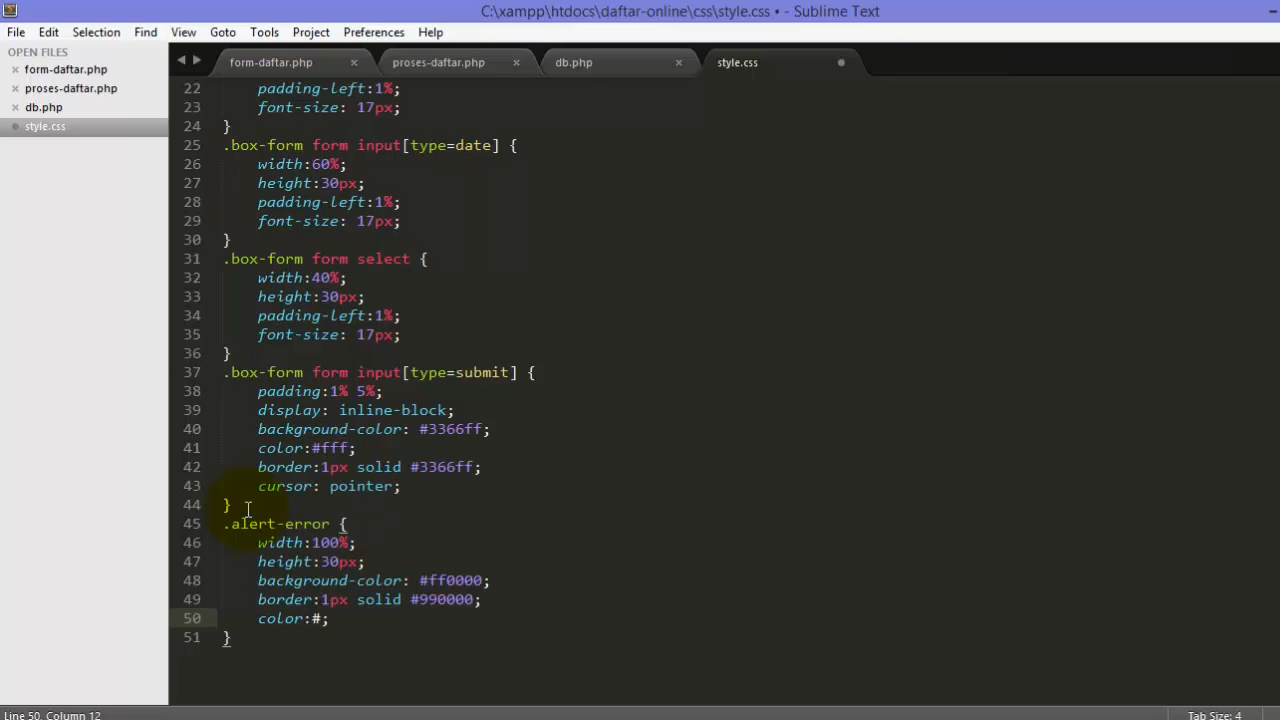 C:\xampp\htdocs\daftar-online\css\style.css • - Sublime Text
File Edit Selection Find View Goto Tools Project Preferences Help
OPEN FILES
form-daftar.php
proses-daftar.php
db.php
style.css
form-daftar.php proses-daftar.php db.php style.css
22 padding-left:1%;
23 font-size: 17px;
24 }
25 .box-form form input[type=date] {
26 width:60%;
27 height:30px;
28 padding-left:1%;
29 font-size: 17px;
30 }
31 .box-form form select {
32 width:40%;
33 height:30px;
34 padding-left:1%;
35 font-size: 17px;
36 }
37 .box-form form input[type=submit] {
38 padding:1% 5%;
39 display: inline-block;
40 background-color: #3366ff;
41 color:#fff;
42 border:1px solid #3366ff;
43 cursor: pointer;
44 }
45 .alert-error {
46 width:100%;
47 height:30px;
48 background-color: #ff0000;
49 border:1px solid #990000;
50 color:#;
51 }
Line 50, Column 12 Tab Size: 4